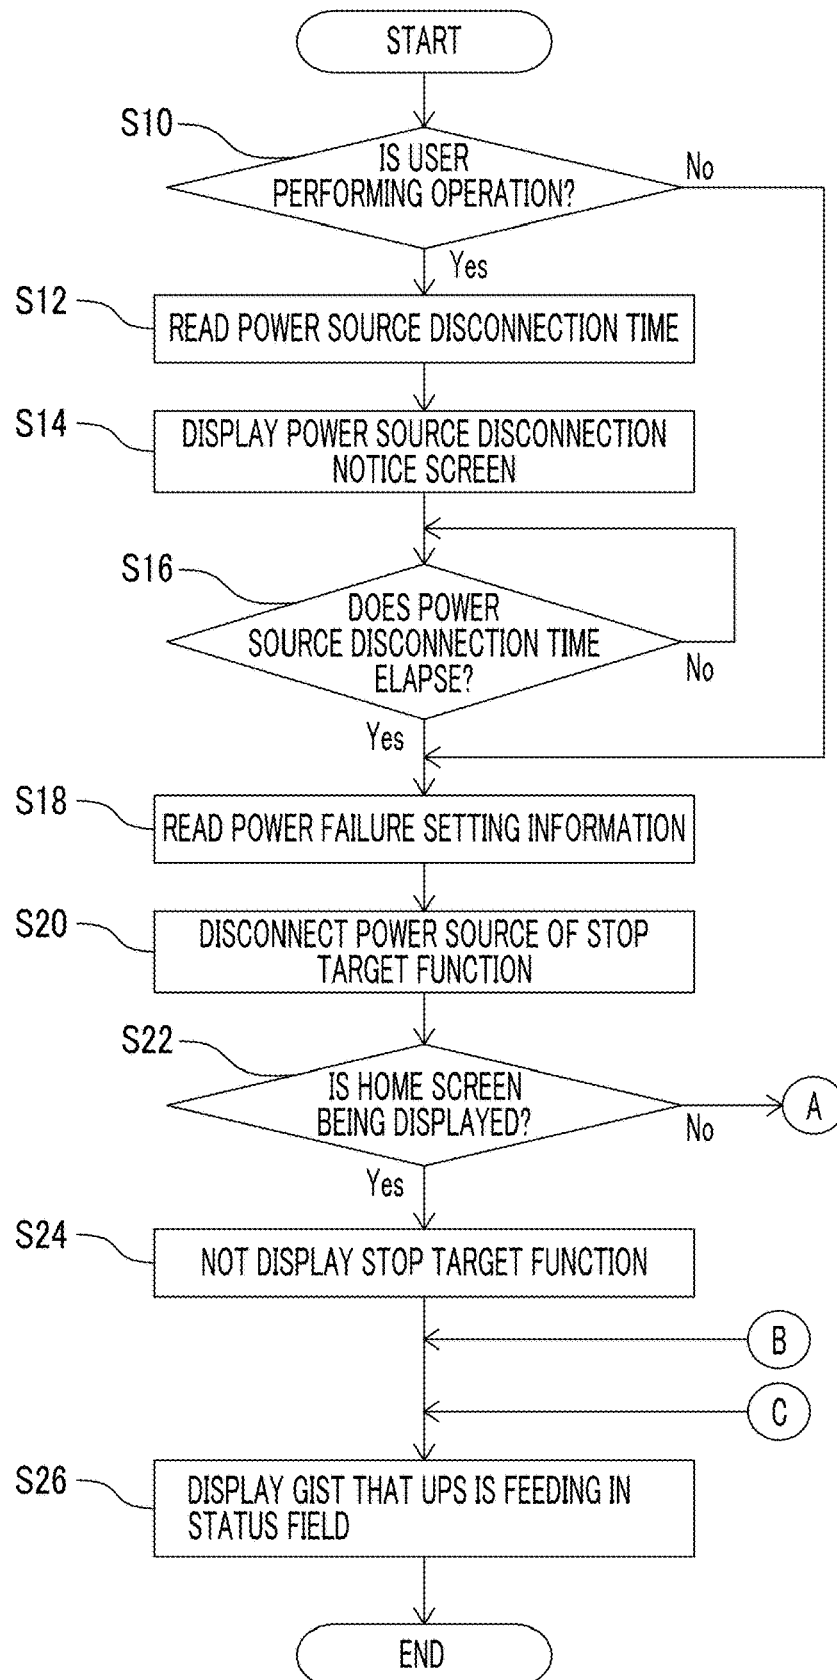 START
S10
IS USER
PERFORMING OPERATION?
No
Yes
S12
READ POWER SOURCE DISCONNECTION TIME
S14
DISPLAY POWER SOURCE DISCONNECTION
NOTICE SCREEN
S16
DOES POWER
SOURCE DISCONNECTION TIME
ELAPSE?
No
Yes
S18
READ POWER FAILURE SETTING INFORMATION
S20
DISCONNECT POWER SOURCE OF STOP
TARGET FUNCTION
S22
IS HOME SCREEN
BEING DISPLAYED?
A
No
Yes
S24
NOT DISPLAY STOP TARGET FUNCTION
B
C
S26
DISPLAY GIST THAT UPS IS FEEDING IN
STATUS FIELD
END